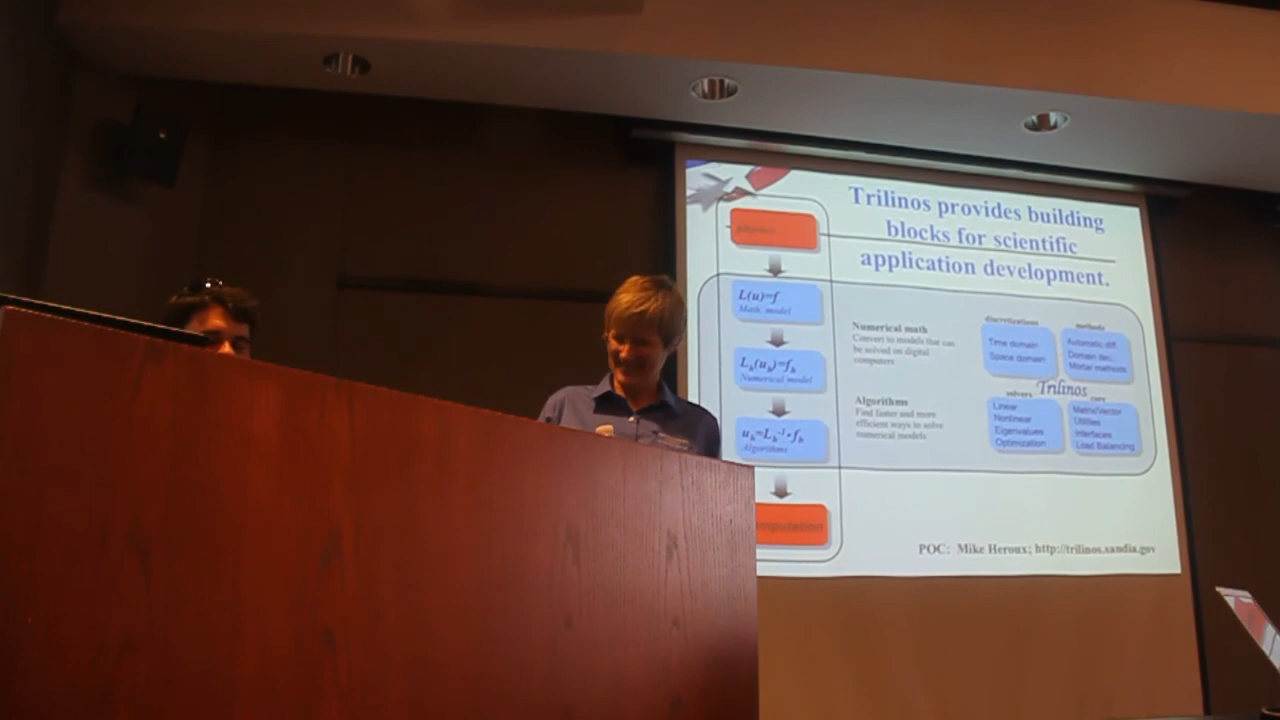 Trilinos provides building
blocks for scientific
application development.
physics
L(u)=f
Math. model
Lₕ(uₕ)=fₕ
Numerical model
uₕ=Lₕ⁻¹•fₕ
Algorithms
mputation
Numerical math
Convert to models that can
be solved on digital
computers
Algorithms
Find faster and more
efficient ways to solve
numerical models
discretizations
Time domain
Space domain
methods
Automatic diff.
Domain dec.
Mortar methods
Trilinos
solvers
Linear
Nonlinear
Eigenvalues
Optimization
core
Matrix/Vector
Utilities
Interfaces
Load Balancing
POC: Mike Heroux; http://trilinos.sandia.gov